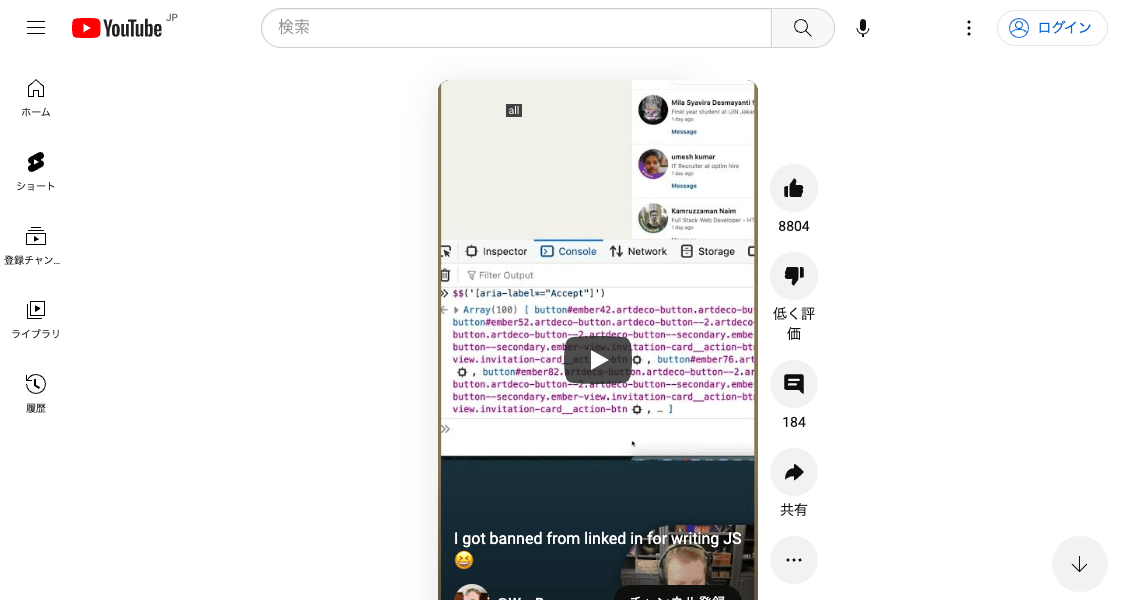 YouTube JP
検索
ログイン
ホーム
ショート
登録チャン...
ライブラリ
履歴
all
Mila Syavira Desmayanti
Final year student at UIN
1 day ago
Message
umesh kumar
IT Recruiter at optim hire
1 day ago
Message
Kamruzzaman Naim
Full Stack Web Developer – HT
1 day ago
Inspector
Console
Network
Storage
Filter Output
$$('[aria-label*="Accept"]')
Array(100) [ button#ember42.artdeco-button.artdeco-bu
button#ember52.artdeco-button.artdeco-button--2.artdeco-
button.artdeco-button--2.artdeco-button--secondary.embe
button--secondary.ember-view.invitation-card__action-bt
view.invitation-card__action-btn , button#ember76.art
, button#ember82.artdeco-button.artdeco-button--2.ar
button.artdeco-button--2.artdeco-button--secondary.embe
button--secondary.ember-view.invitation-card__action-bt
view.invitation-card__action-btn , … ]
I got banned from linked in for writing JS
😆
8804
低く評
価
184
共有